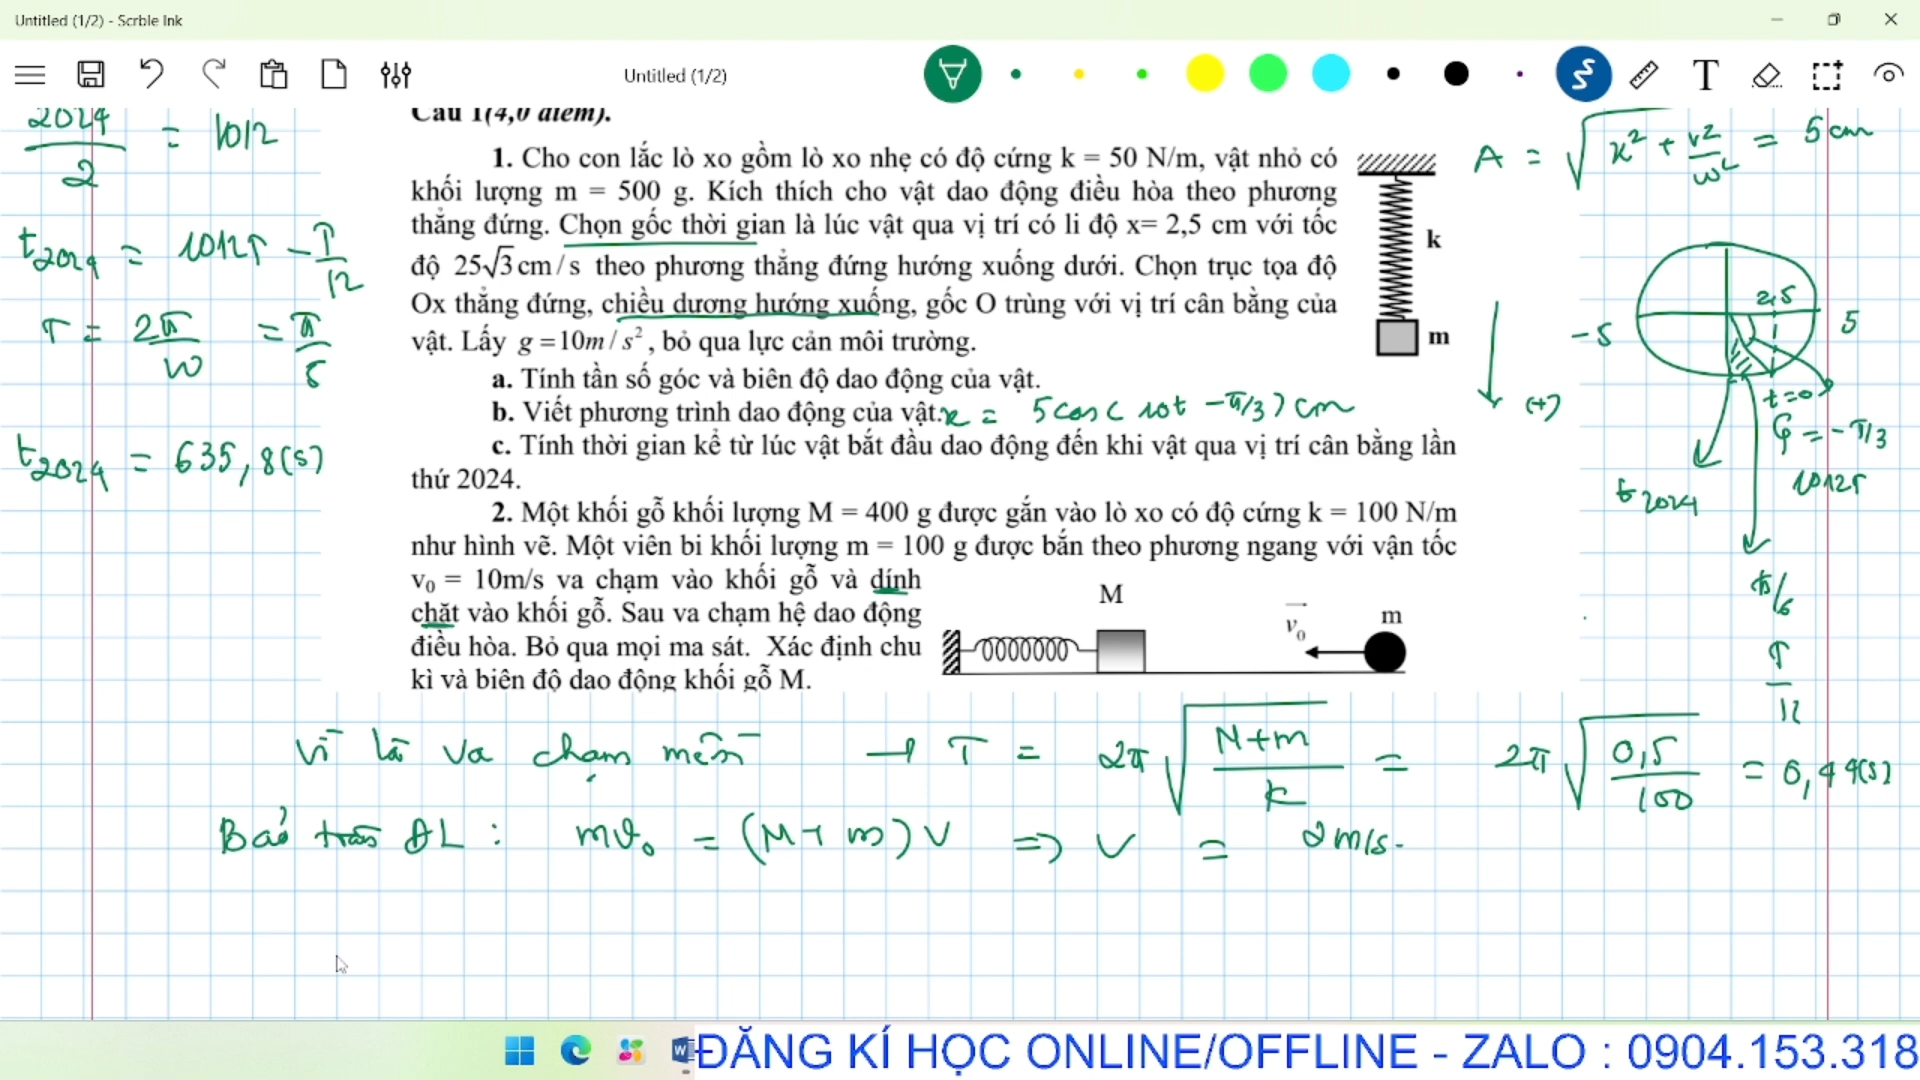 Untitled (1/2) - Scrble Ink
Untitled (1/2)
T
2024/2 = 1012
t2024 = 1012T - T/12
T = 2π/ω = π/5
t2024 = 635,8(s)
Câu 1(4,0 điểm).
1. Cho con lắc lò xo gồm lò xo nhẹ có độ cứng k = 50 N/m, vật nhỏ có
khối lượng m = 500 g. Kích thích cho vật dao động điều hòa theo phương
thẳng đứng. Chọn gốc thời gian là lúc vật qua vị trí có li độ x= 2,5 cm với tốc
độ 25√3cm/s theo phương thẳng đứng hướng xuống dưới. Chọn trục tọa độ
Ox thẳng đứng, chiều dương hướng xuống, gốc O trùng với vị trí cân bằng của
vật. Lấy g=10m/s², bỏ qua lực cản môi trường.
a. Tính tần số góc và biên độ dao động của vật.
b. Viết phương trình dao động của vật. x = 5cos(10t - π/3) cm
c. Tính thời gian kể từ lúc vật bắt đầu dao động đến khi vật qua vị trí cân bằng lần
thứ 2024.
2. Một khối gỗ khối lượng M = 400 g được gắn vào lò xo có độ cứng k = 100 N/m
như hình vẽ. Một viên bi khối lượng m = 100 g được bắn theo phương ngang với vận tốc
v0 = 10m/s va chạm vào khối gỗ và dính
chặt vào khối gỗ. Sau va chạm hệ dao động
điều hòa. Bỏ qua mọi ma sát. Xác định chu
kì và biên độ dao động khối gỗ M.
k
m
(+)
M
v0
m
A = √(x² + v²/ω²) = 5 cm
2,5
-5
5
t=0
φ = -π/3
t2024
1012T
π/6
T/12
Vì là va chạm mềm → T = 2π√((M+m)/k) = 2π√(0,5/100) = 0,44(s)
Bảo toàn ĐL : mv0 = (M+m)V => V = 2m/s.
ĐĂNG KÍ HỌC ONLINE/OFFLINE - ZALO : 0904.153.318